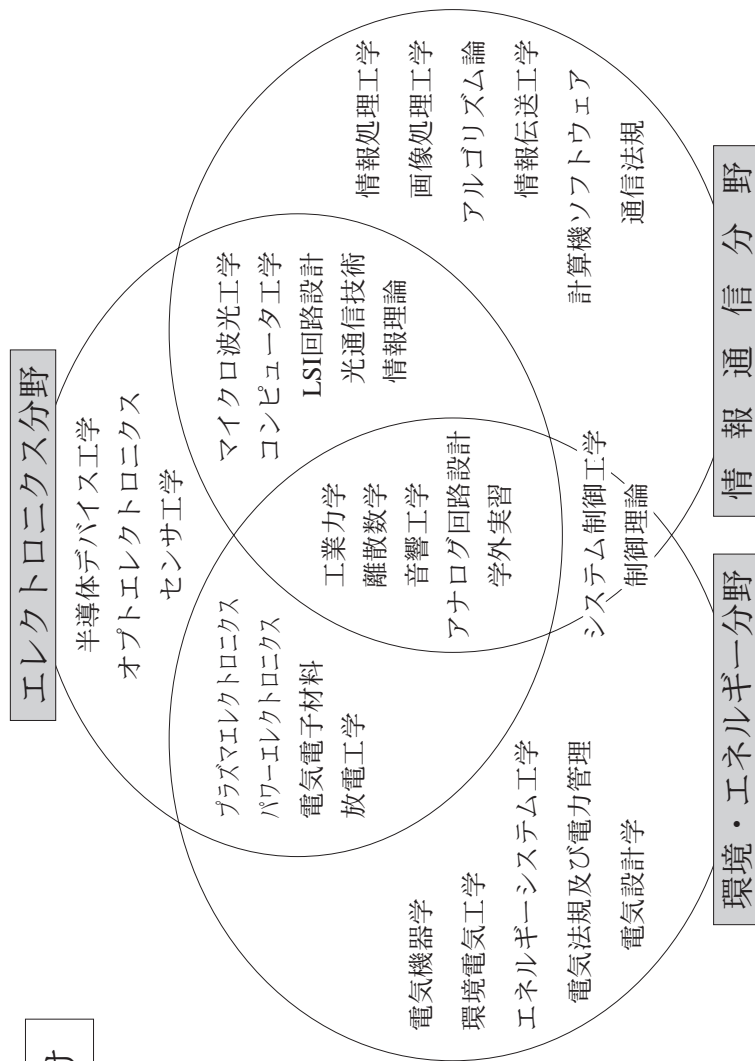 エレクトロニクス分野
半導体デバイス工学
オプトエレクトロニクス
センサ工学
プラズマエレクトロニクス
パワーエレクトロニクス
電気電子材料
放電工学
マイクロ波光工学
コンピュータ工学
LSI回路設計
光通信技術
情報理論
工業力学
離散数学
音響工学
アナログ回路設計
学外実習
電気機器学
環境電気工学
エネルギーシステム工学
電気法規及び電力管理
電気設計学
システム制御工学
制御理論
情報処理工学
画像処理工学
アルゴリズム論
情報伝送工学
計算機ソフトウェア
通信法規
環境・エネルギー分野
情報通信分野